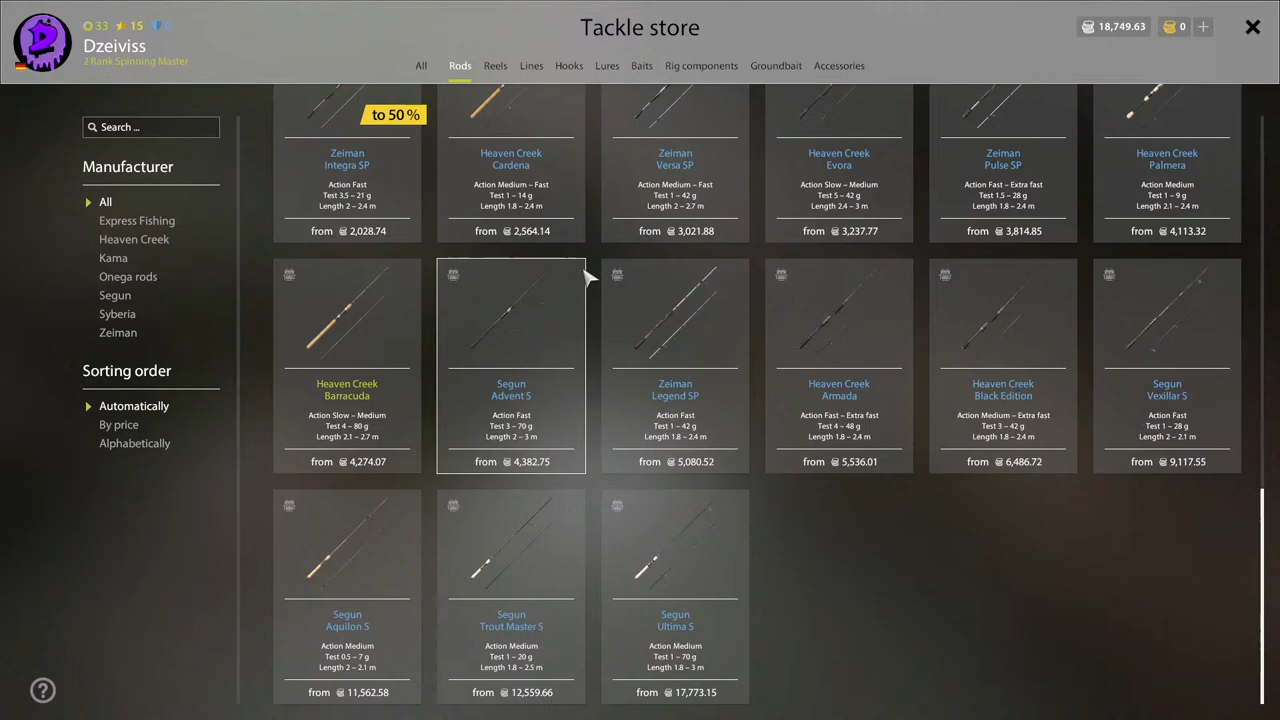 33 15 0
Dzeiviss
2 Rank Spinning Master
Tackle store
18,749.63 0
All Rods Reels Lines Hooks Lures Baits Rig components Groundbait Accessories
Search ...
Manufacturer
All
Express Fishing
Heaven Creek
Kama
Onega rods
Segun
Syberia
Zeiman
Sorting order
Automatically
By price
Alphabetically
to 50 %
Zeiman
Integra SP
Action Fast
Test 3.5 – 21 g
Length 2 – 2.4 m
from 2,028.74
Heaven Creek
Cardena
Action Medium – Fast
Test 1 – 14 g
Length 1.8 – 2.4 m
from 2,564.14
Zeiman
Versa SP
Action Medium – Fast
Test 1 – 42 g
Length 2 – 2.7 m
from 3,021.88
Heaven Creek
Evora
Action Slow – Medium
Test 5 – 42 g
Length 2.4 – 3 m
from 3,237.77
Zeiman
Pulse SP
Action Fast – Extra fast
Test 1.5 – 28 g
Length 1.8 – 2.4 m
from 3,814.85
Heaven Creek
Palmera
Action Medium
Test 1 – 9 g
Length 2.1 – 2.4 m
from 4,113.32
Heaven Creek
Barracuda
Action Slow – Medium
Test 4 – 80 g
Length 2.1 – 2.7 m
from 4,274.07
Segun
Advent S
Action Fast
Test 3 – 70 g
Length 2 – 3 m
from 4,382.75
Zeiman
Legend SP
Action Fast
Test 1 – 42 g
Length 1.8 – 2.4 m
from 5,080.52
Heaven Creek
Armada
Action Fast – Extra fast
Test 4 – 48 g
Length 1.8 – 2.4 m
from 5,536.01
Heaven Creek
Black Edition
Action Medium – Extra fast
Test 3 – 42 g
Length 1.8 – 2.4 m
from 6,486.72
Segun
Vexillar S
Action Fast
Test 1 – 28 g
Length 2 – 2.1 m
from 9,117.55
Segun
Aquilon S
Action Medium
Test 0.5 – 7 g
Length 2 – 2.1 m
from 11,562.58
Segun
Trout Master S
Action Medium
Test 1 – 20 g
Length 1.8 – 2.5 m
from 12,559.66
Segun
Ultima S
Action Medium
Test 1 – 70 g
Length 1.8 – 3 m
from 17,773.15
?